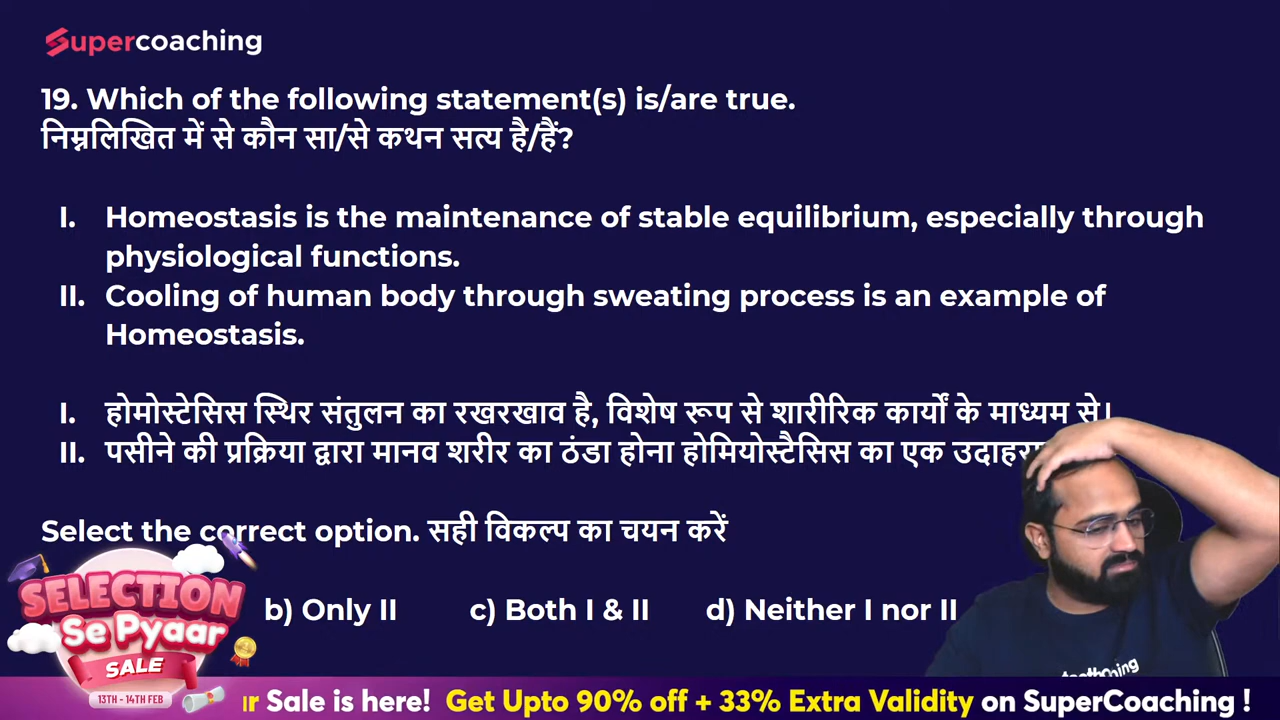 Supercoaching
19. Which of the following statement(s) is/are true.
निम्नलिखित में से कौन सा/से कथन सत्य है/हैं?
I. Homeostasis is the maintenance of stable equilibrium, especially through
physiological functions.
II. Cooling of human body through sweating process is an example of
Homeostasis.
I. होमोस्टेसिस स्थिर संतुलन का रखरखाव है, विशेष रूप से शारीरिक कार्यों के माध्यम से।
II. पसीने की प्रक्रिया द्वारा मानव शरीर का ठंडा होना होमियोस्टैसिस का एक
Select the correct option. सही विकल्प का चयन करें
b) Only II c) Both I & II d) Neither I nor II
SELECTION
Se Pyaar
SALE
13TH - 14TH FEB
Sale is here! Get Upto 90% off + 33% Extra Validity on SuperCoaching !